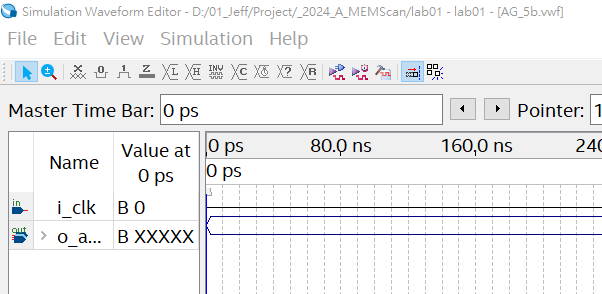 Simulation Waveform Editor - D:/01_Jeff/Project/_2024_A_MEMScan/lab01 - lab01 - [AG_5b.vwf]
File Edit View Simulation Help
Master Time Bar: 0 ps Pointer: 1
Name Value at 0 ps 0 ps 80.0 ns 160.0 ns 240
0 ps
in i_clk B 0
out o_a... B XXXXX